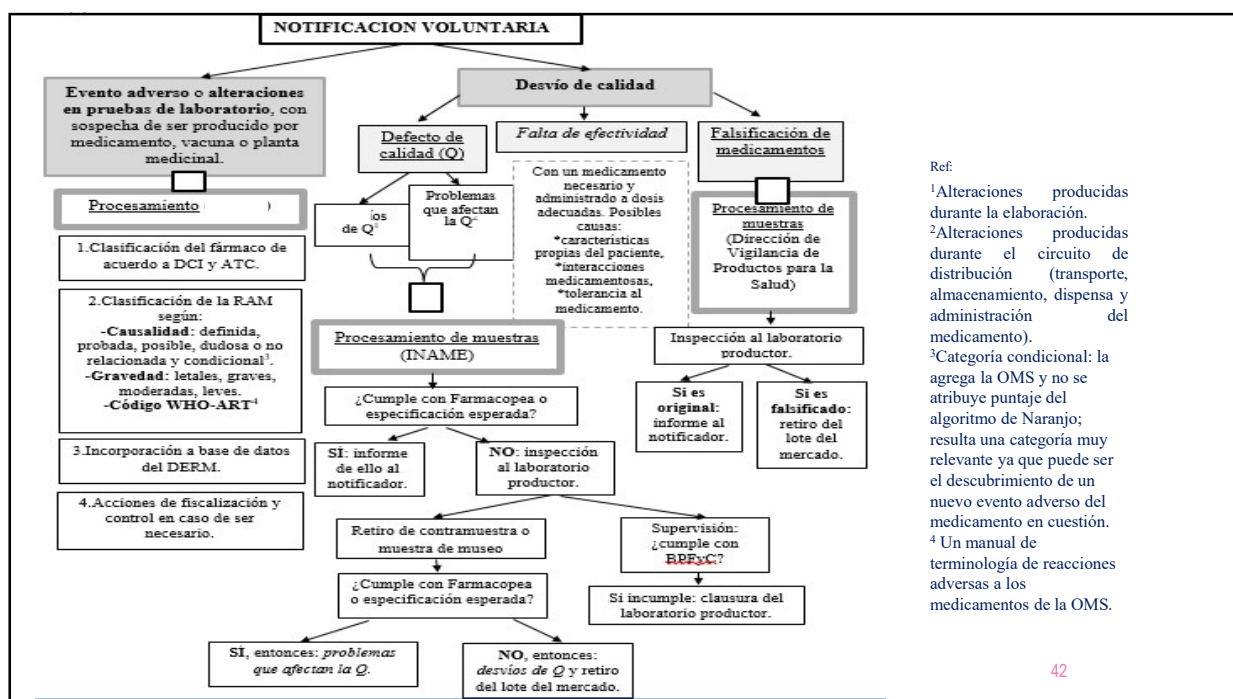 NOTIFICACION VOLUNTARIA
Evento adverso o alteraciones
en pruebas de laboratorio, con
sospecha de ser producido por
medicamento, vacuna o planta
medicinal.
Procesamiento
1.Clasificación del fármaco de
acuerdo a DCI y ATC.
2.Clasificación de la RAM
según:
-Causalidad: definida,
probada, posible, dudosa o no
relacionada y condicional³.
-Gravedad: letales, graves,
moderadas, leves.
-Código WHO-ART⁴
3.Incorporación a base de datos
del DERM.
4.Acciones de fiscalización y
control en caso de ser
necesario.
Desvío de calidad
Defecto de
calidad (Q)
Falta de efectividad
Falsificación de
medicamentos
de Q¹
Problemas
que afectan
la Q²
Con un medicamento
necesario y
administrado a dosis
adecuadas. Posibles
causas:
*caracteristicas
propias del paciente,
*interacciones
medicamentosas,
*tolerancia al
medicamento.
Procesamiento de
muestras
(Dirección de
Vigilancia de
Productos para la
Salud)
Procesamiento de muestras
(INAME)
Inspección al laboratorio
productor.
¿Cumple con Farmacopea
o especificación esperada?
Si es
original:
informe al
notificador.
Si es
falsificado:
retiro del
lote del
mercado.
SÌ: informe
de ello al
notificador.
NO: inspección
al laboratorio
productor.
Retiro de contramuestra o
muestra de museo
Supervisión:
¿cumple con
BPFyC?
¿Cumple con Farmacopea
o especificación esperada?
Si incumple: clausura del
laboratorio productor.
SÌ, entonces: problemas
que afectan la Q.
NO, entonces:
desvíos de Q y retiro
del lote del mercado.
Ref:
¹Alteraciones producidas
durante la elaboración.
²Alteraciones producidas
durante el circuito de
distribución (transporte,
almacenamiento, dispensa y
administración del
medicamento).
³Categoría condicional: la
agrega la OMS y no se
atribuye puntaje del
algoritmo de Naranjo;
resulta una categoría muy
relevante ya que puede ser
el descubrimiento de un
nuevo evento adverso del
medicamento en cuestión.
⁴ Un manual de
terminología de reacciones
adversas a los
medicamentos de la OMS.
42